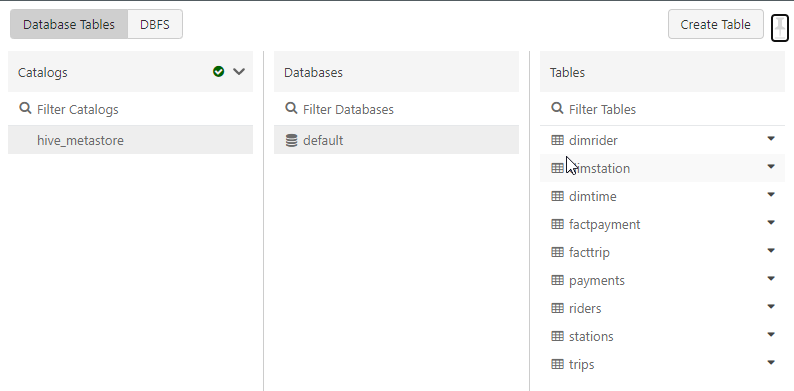 Database Tables DBFS Create Table
Catalogs Databases Tables
Filter Catalogs Filter Databases Filter Tables
hive_metastore default dimrider
dimstation
dimtime
factpayment
facttrip
payments
riders
stations
trips